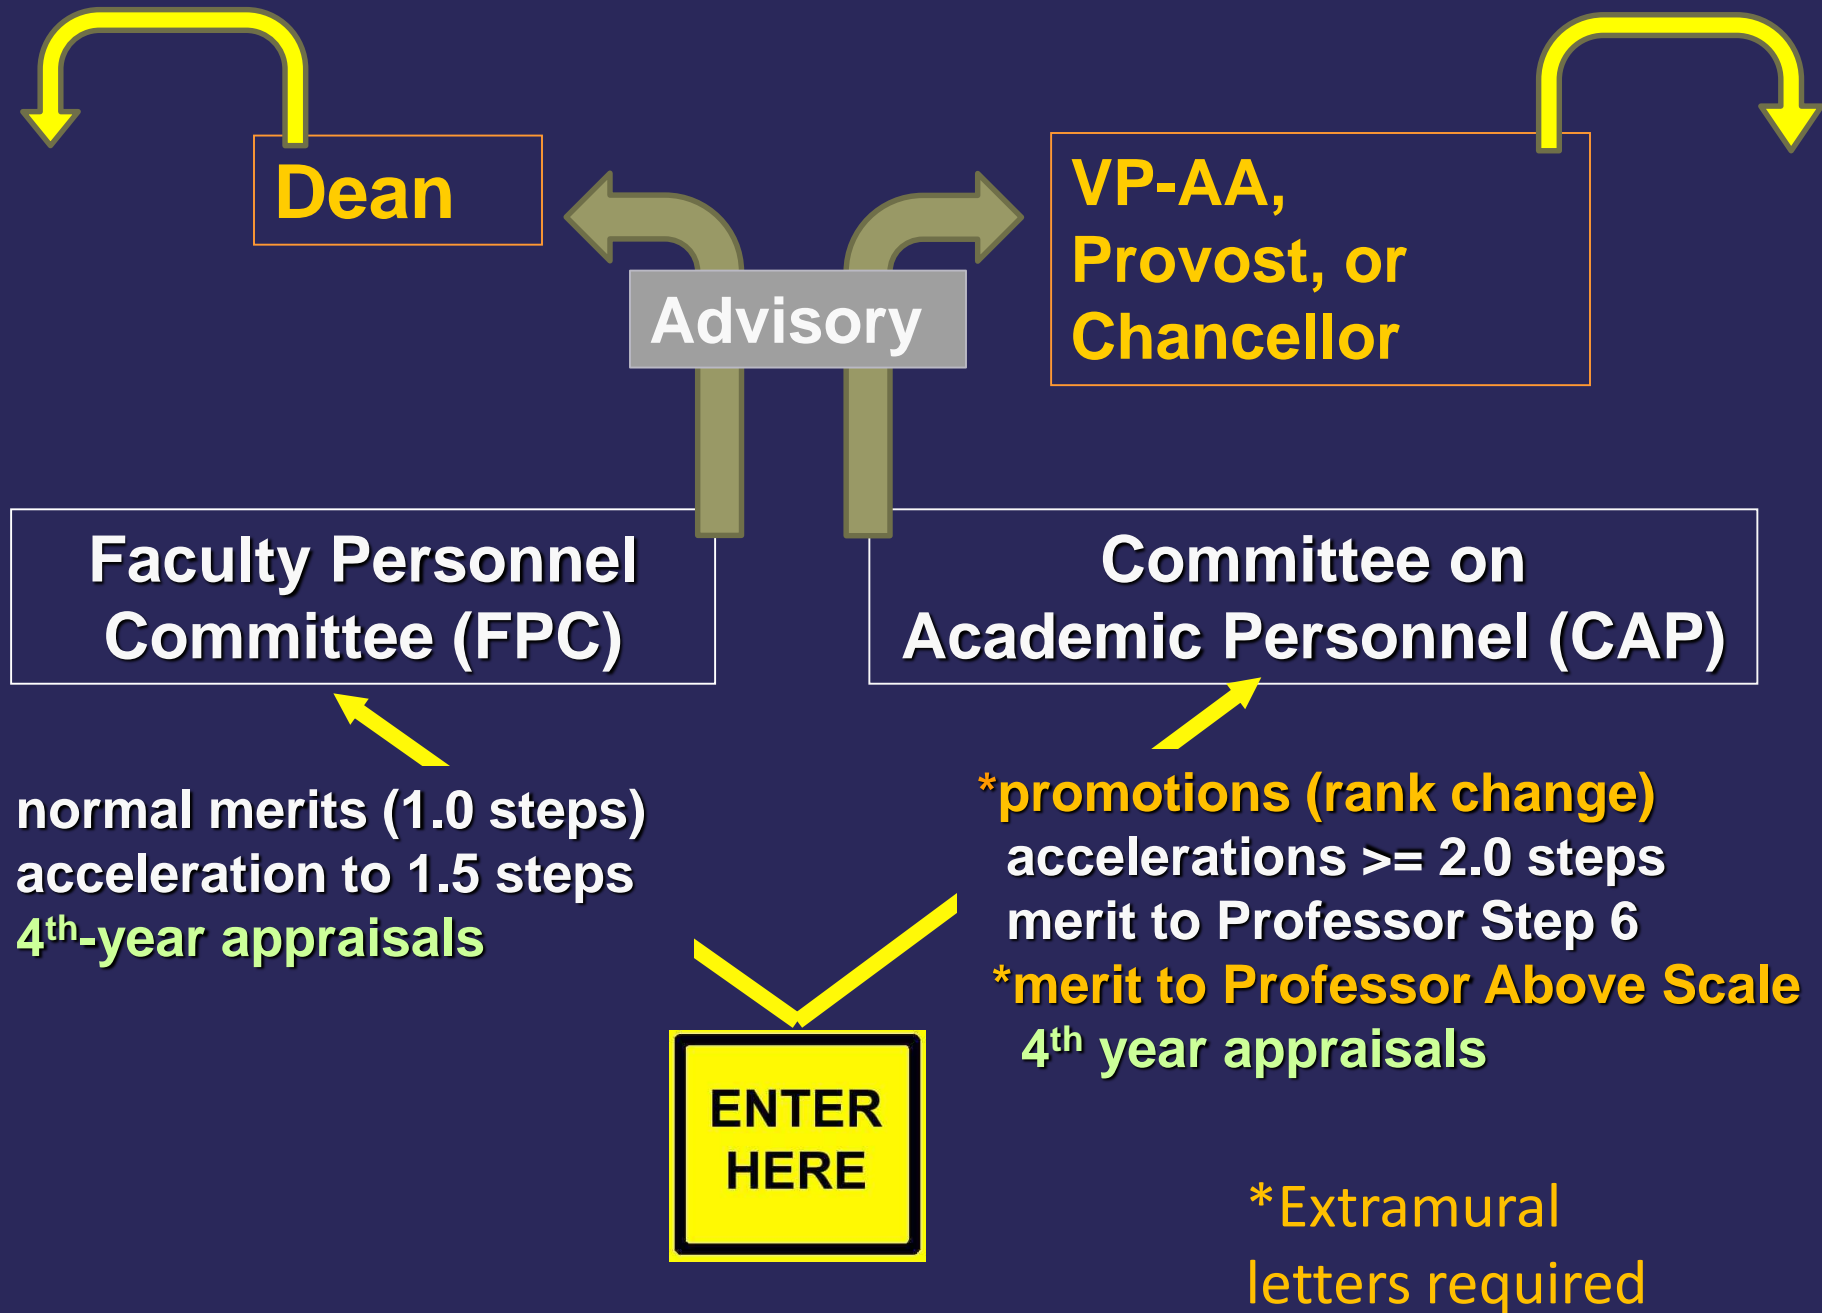 Dean
VP-AA,
Provost, or
Chancellor
Advisory
Faculty Personnel
Committee (FPC)
Committee on
Academic Personnel (CAP)
normal merits (1.0 steps)
acceleration to 1.5 steps
4th-year appraisals
*promotions (rank change)
accelerations >= 2.0 steps
merit to Professor Step 6
*merit to Professor Above Scale
4th year appraisals
ENTER
HERE
*Extramural
letters required